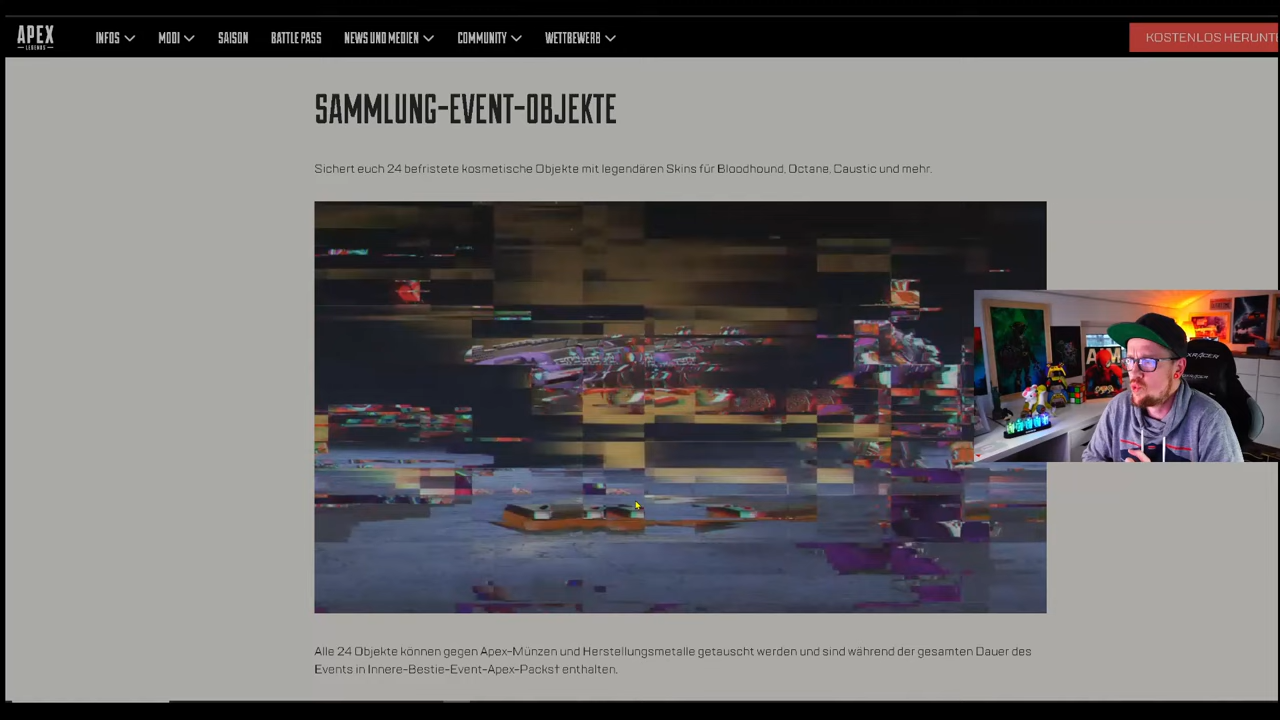 APEX
LEGENDS
INFOS
MODI
SAISON
BATTLE PASS
NEWS UND MEDIEN
COMMUNITY
WETTBEWERB
KOSTENLOS HERUNT
SAMMLUNG-EVENT-OBJEKTE
Sichert euch 24 befristete kosmetische Objekte mit legendären Skins für Bloodhound, Octane, Caustic und mehr.
Alle 24 Objekte können gegen Apex-Münzen und Herstellungsmetalle getauscht werden und sind während der gesamten Dauer des
Events in Innere-Bestie-Event-Apex-Packs† enthalten.